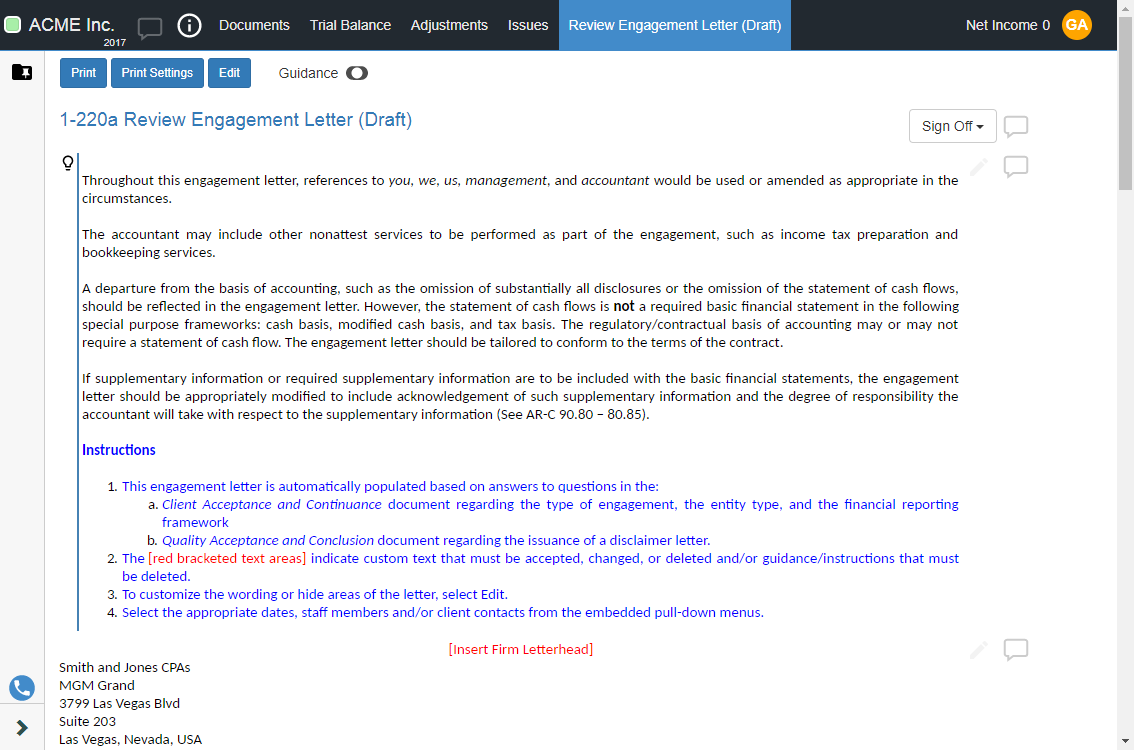 ACME Inc.
2017
Documents
Trial Balance
Adjustments
Issues
Review Engagement Letter (Draft)
Net Income 0
GA
Print
Print Settings
Edit
Guidance
1-220a Review Engagement Letter (Draft)
Sign Off
Throughout this engagement letter, references to you, we, us, management, and accountant would be used or amended as appropriate in the
circumstances.
The accountant may include other nonattest services to be performed as part of the engagement, such as income tax preparation and
bookkeeping services.
A departure from the basis of accounting, such as the omission of substantially all disclosures or the omission of the statement of cash flows,
should be reflected in the engagement letter. However, the statement of cash flows is not a required basic financial statement in the following
special purpose frameworks: cash basis, modified cash basis, and tax basis. The regulatory/contractual basis of accounting may or may not
require a statement of cash flow. The engagement letter should be tailored to conform to the terms of the contract.
If supplementary information or required supplementary information are to be included with the basic financial statements, the engagement
letter should be appropriately modified to include acknowledgement of such supplementary information and the degree of responsibility the
accountant will take with respect to the supplementary information (See AR-C 90.80 – 80.85).
Instructions
1. This engagement letter is automatically populated based on answers to questions in the:
a. Client Acceptance and Continuance document regarding the type of engagement, the entity type, and the financial reporting
framework
b. Quality Acceptance and Conclusion document regarding the issuance of a disclaimer letter.
2. The [red bracketed text areas] indicate custom text that must be accepted, changed, or deleted and/or guidance/instructions that must
be deleted.
3. To customize the wording or hide areas of the letter, select Edit.
4. Select the appropriate dates, staff members and/or client contacts from the embedded pull-down menus.
[Insert Firm Letterhead]
Smith and Jones CPAs
MGM Grand
3799 Las Vegas Blvd
Suite 203
Las Vegas, Nevada, USA